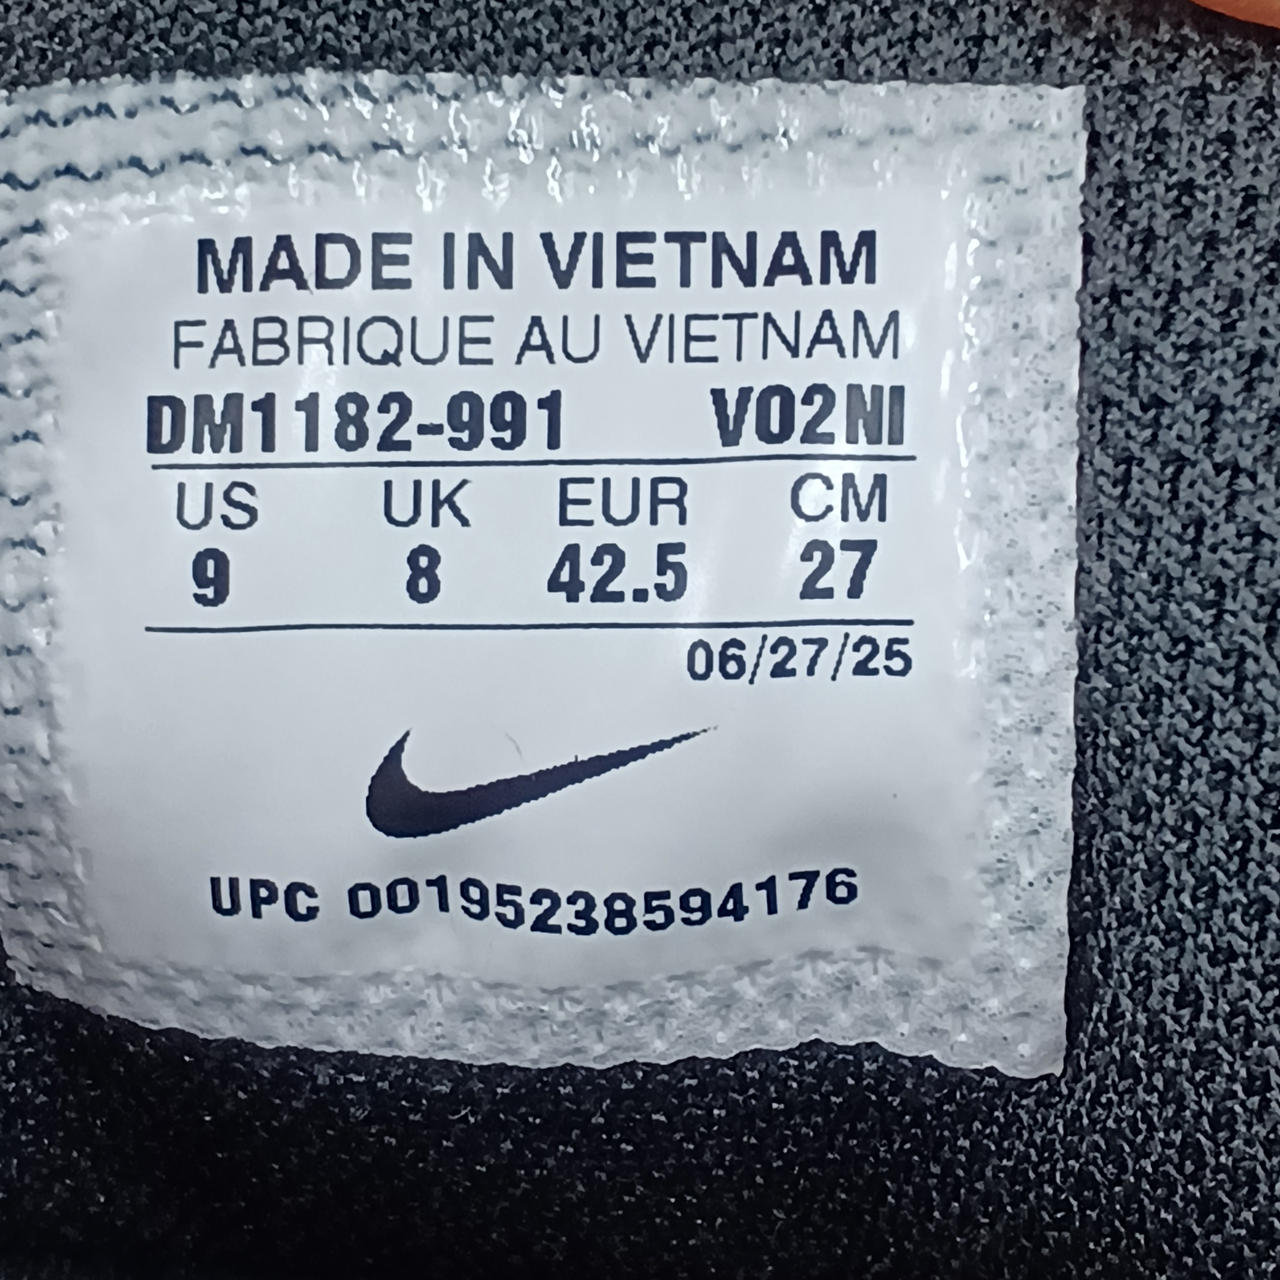 MADE IN VIETNAM
FABRIQUE AU VIETNAM
DM1182-991 V02NI
US UK EUR CM
9 8 42.5 27
06/27/25
UPC 00195238594176